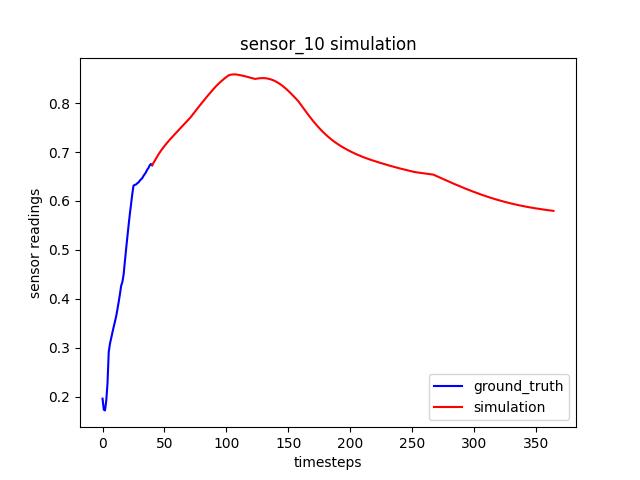 sensor_10 simulation
sensor readings
0.8
0.7
0.6
0.5
0.4
0.3
0.2
0 50 100 150 200 250 300 350
timesteps
ground_truth
simulation